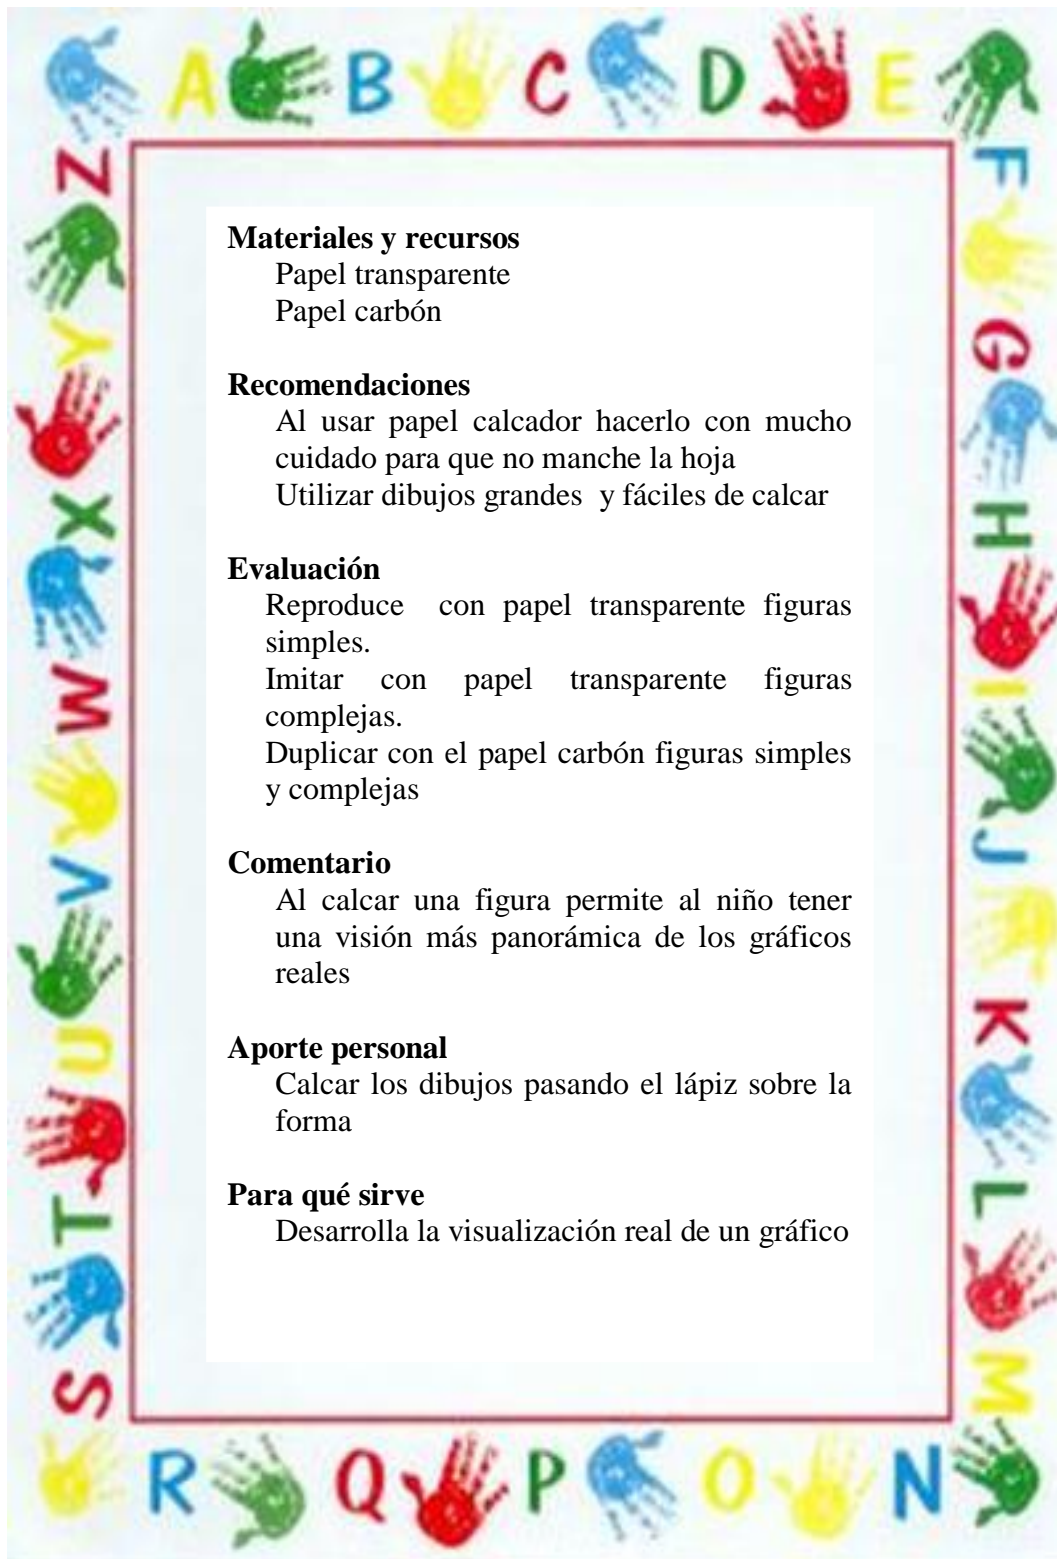 A B C D E
F
G
H
I
J
K
L
M
N
O
P
Q
R
S
T
U
V
W
X
Y
Z
Materiales y recursos
Papel transparente
Papel carbón
Recomendaciones
Al usar papel calcador hacerlo con mucho
cuidado para que no manche la hoja
Utilizar dibujos grandes y fáciles de calcar
Evaluación
Reproduce con papel transparente figuras
simples.
Imitar con papel transparente figuras
complejas.
Duplicar con el papel carbón figuras simples
y complejas
Comentario
Al calcar una figura permite al niño tener
una visión más panorámica de los gráficos
reales
Aporte personal
Calcar los dibujos pasando el lápiz sobre la
forma
Para qué sirve
Desarrolla la visualización real de un gráfico